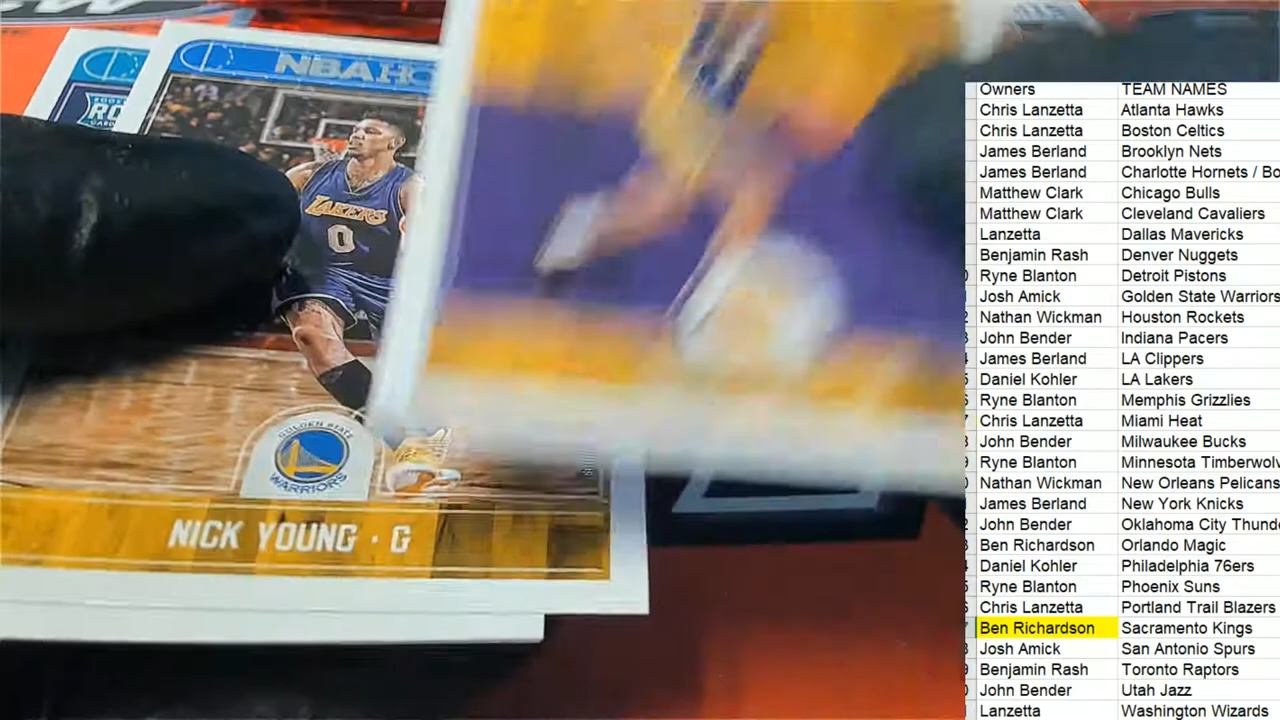 NBA HO
ROOKIE
RO
CARD
LAKERS
0
GOLDEN STATE
WARRIORS
NICK YOUNG · G
Owners TEAM NAMES
Chris Lanzetta Atlanta Hawks
Chris Lanzetta Boston Celtics
James Berland Brooklyn Nets
James Berland Charlotte Hornets / Bo
Matthew Clark Chicago Bulls
Matthew Clark Cleveland Cavaliers
Lanzetta Dallas Mavericks
Benjamin Rash Denver Nuggets
Ryne Blanton Detroit Pistons
Josh Amick Golden State Warriors
Nathan Wickman Houston Rockets
John Bender Indiana Pacers
James Berland LA Clippers
Daniel Kohler LA Lakers
Ryne Blanton Memphis Grizzlies
Chris Lanzetta Miami Heat
John Bender Milwaukee Bucks
Ryne Blanton Minnesota Timberwolv
Nathan Wickman New Orleans Pelicans
James Berland New York Knicks
John Bender Oklahoma City Thunde
Ben Richardson Orlando Magic
Daniel Kohler Philadelphia 76ers
Ryne Blanton Phoenix Suns
Chris Lanzetta Portland Trail Blazers
Ben Richardson Sacramento Kings
Josh Amick San Antonio Spurs
Benjamin Rash Toronto Raptors
John Bender Utah Jazz
Lanzetta Washington Wizards